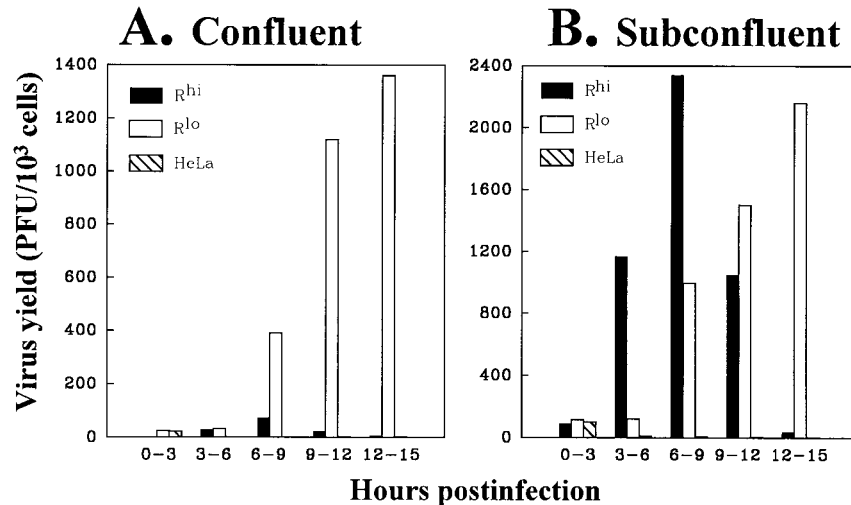 A. Confluent
Virus yield (PFU/10³ cells)
1400
1200
1000
800
600
400
200
0
Rhi
Rlo
HeLa
0-3
3-6
6-9
9-12
12-15
B. Subconfluent
2400
2000
1600
1200
800
400
0
Rhi
Rlo
HeLa
0-3
3-6
6-9
9-12
12-15
Hours postinfection